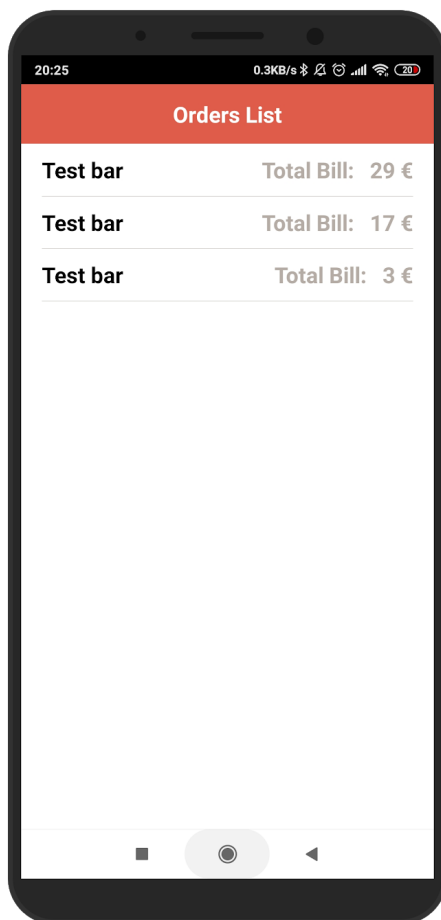 20:25 0.3KB/s 20
Orders List
Test bar Total Bill: 29 €
Test bar Total Bill: 17 €
Test bar Total Bill: 3 €